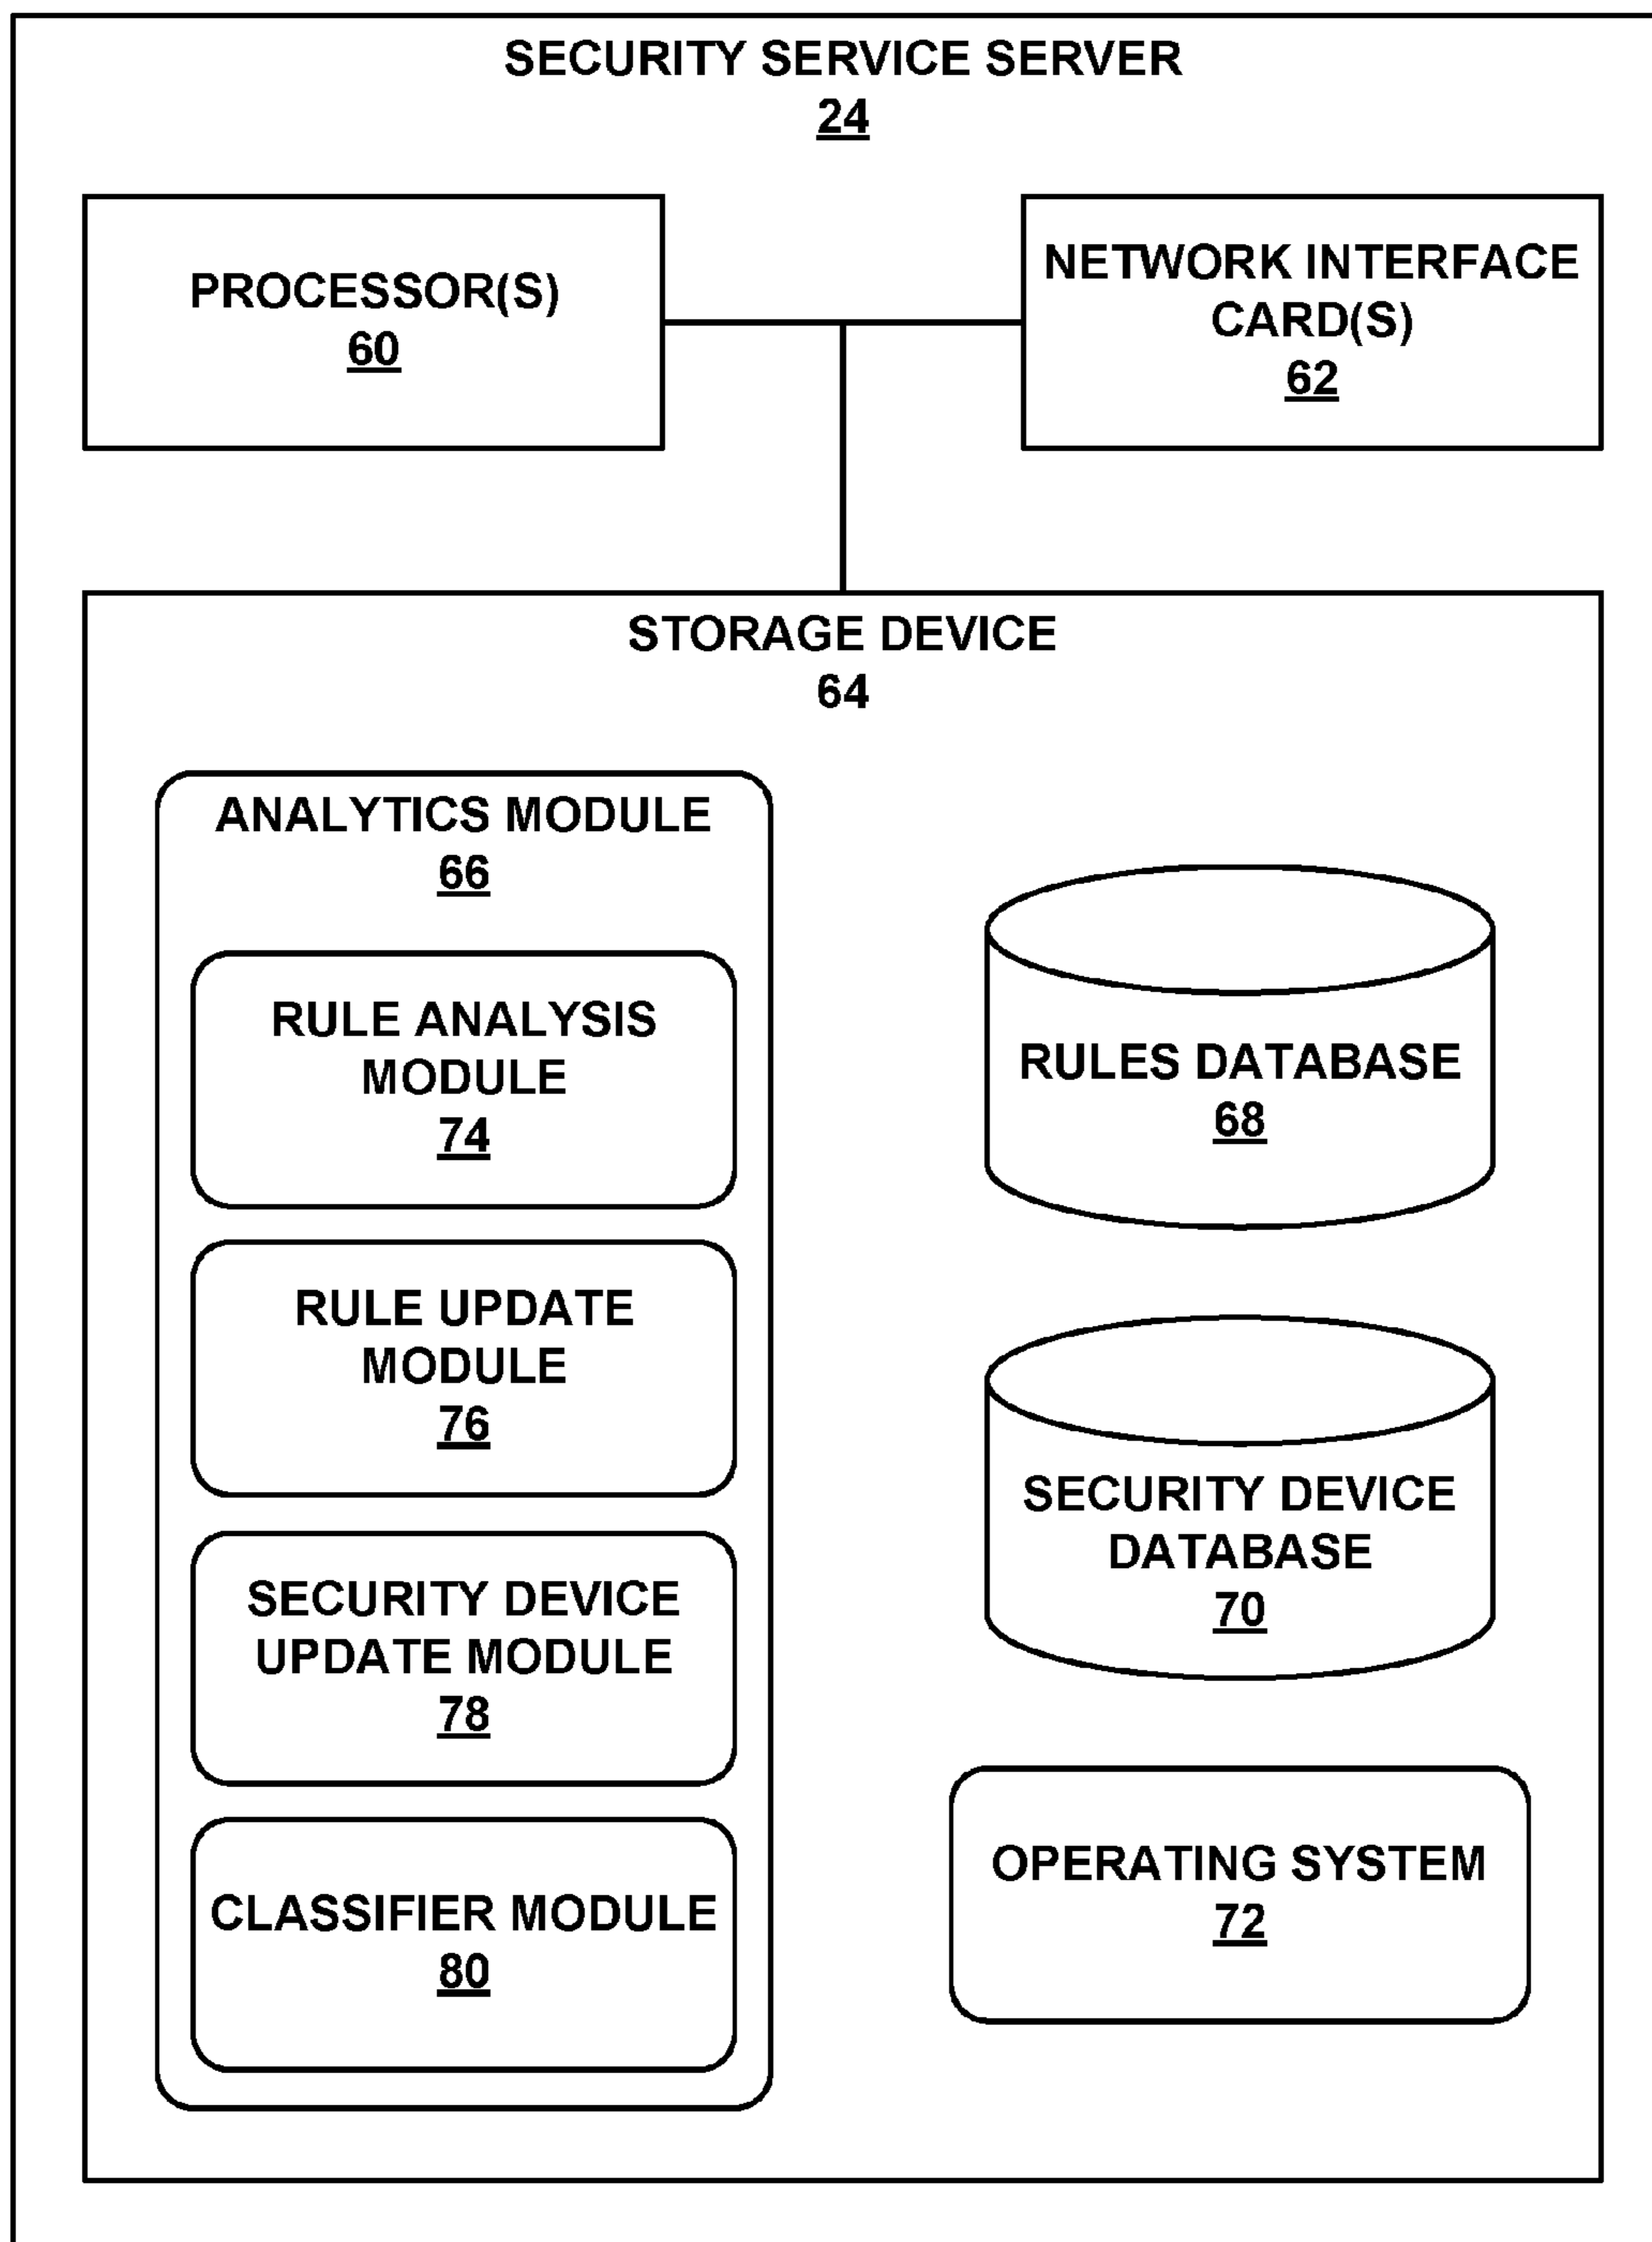 SECURITY SERVICE SERVER
24
PROCESSOR(S)
60
NETWORK INTERFACE
CARD(S)
62
STORAGE DEVICE
64
ANALYTICS MODULE
66
RULE ANALYSIS
MODULE
74
RULE UPDATE
MODULE
76
SECURITY DEVICE
UPDATE MODULE
78
CLASSIFIER MODULE
80
RULES DATABASE
68
SECURITY DEVICE
DATABASE
70
OPERATING SYSTEM
72